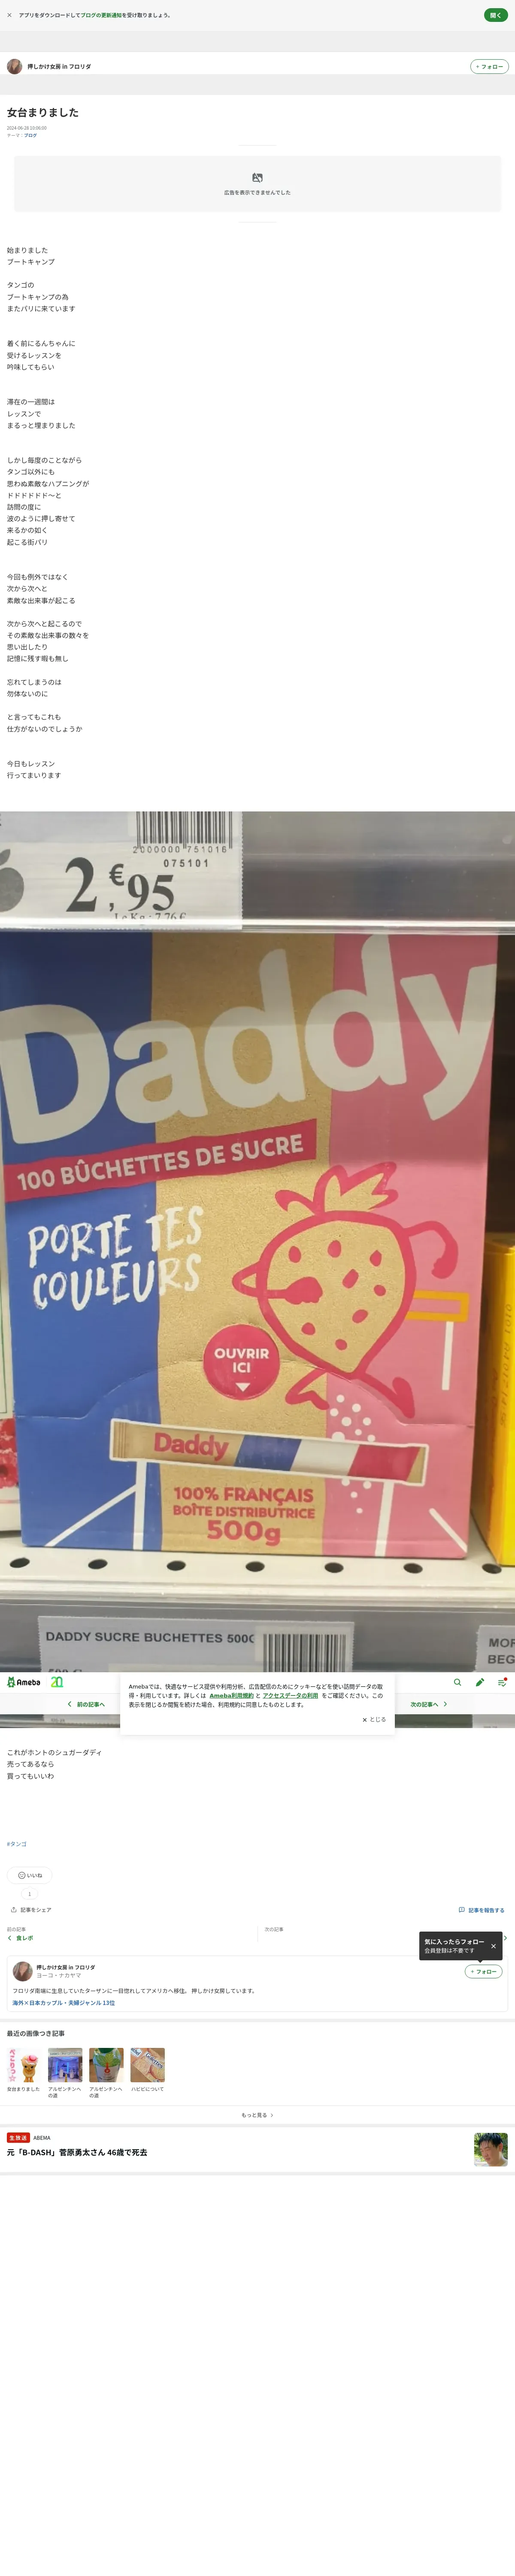 アプリをダウンロードしてブログの更新通知を受け取りましょう。
開く
押しかけ女房 in フロリダ
+ フォロー
女台まりました
2024-06-28 10:06:00
テーマ：ブログ
広告を表示できませんでした
始まりました
ブートキャンプ
タンゴの
ブートキャンプの為
またパリに来ています
着く前にるんちゃんに
受けるレッスンを
吟味してもらい
滞在の一週間は
レッスンで
まるっと埋まりました
しかし毎度のことながら
タンゴ以外にも
思わぬ素敵なハプニングが
ドドドドドド〜と
訪問の度に
波のように押し寄せて
来るかの如く
起こる街パリ
今回も例外ではなく
次から次へと
素敵な出来事が起こる
次から次へと起こるので
その素敵な出来事の数々を
思い出したり
記憶に残す暇も無し
忘れてしまうのは
勿体ないのに
と言ってもこれも
仕方がないのでしょうか
今日もレッスン
行ってまいります
2000000 751016
075101
2,€95
Le Kg : 7,76 €
Daddy
100 BÛCHETTES DE SUCRE
PORTE TES
COULEURS
OUVRIR
ICI
Daddy
100% FRANÇAIS
BOÎTE DISTRIBUTRICE
500g
DADDY SUCRE BUCHETTES 500G
MOR
BEG
Ameba
20
Amebaでは、快適なサービス提供や利用分析、広告配信のためにクッキーなどを使い訪問データの取
得・利用しています。詳しくは Ameba利用規約 と アクセスデータの利用 をご確認ください。この
表示を閉じるか閲覧を続けた場合、利用規約に同意したものとします。
とじる
前の記事へ
次の記事へ
これがホントのシュガーダディ
売ってあるなら
買ってもいいわ
#タンゴ
いいね
1
記事をシェア
記事を報告する
前の記事
食レポ
次の記事
気に入ったらフォロー
会員登録は不要です
押しかけ女房 in フロリダ
ヨーコ・ナカヤマ
+ フォロー
フロリダ南端に生息していたターザンに一目惚れしてアメリカへ移住。 押しかけ女房しています。
海外×日本カップル・夫婦ジャンル 13位
最近の画像つき記事
女台まりました
アルゼンチンへ
の道
アルゼンチンへ
の道
ハビビについて
もっと見る
生放送
ABEMA
元「B-DASH」菅原勇太さん 46歳で死去